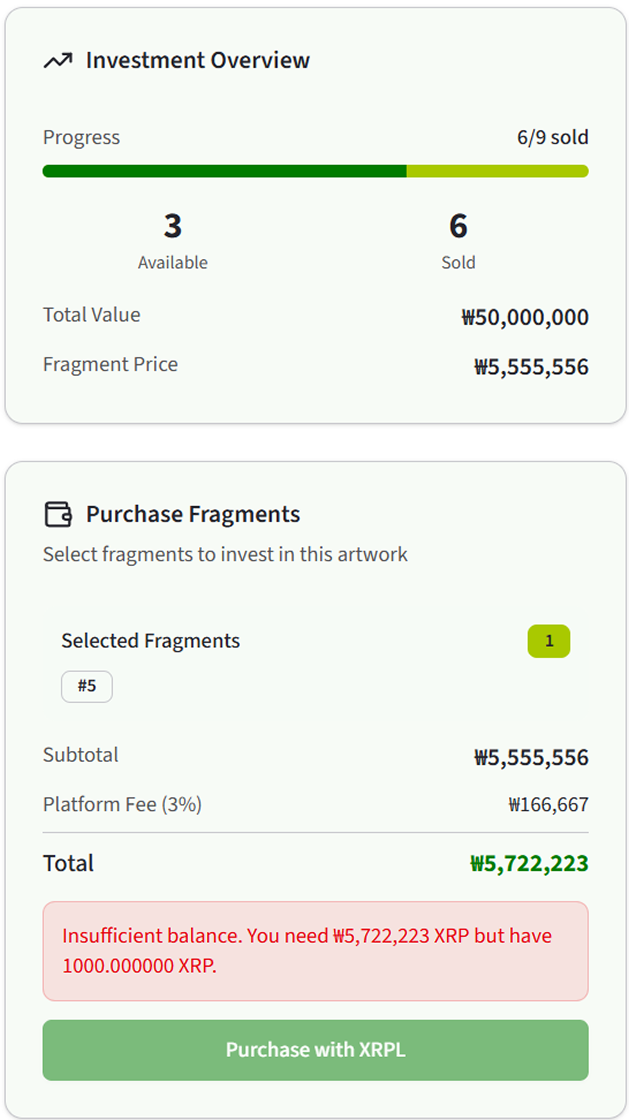 Investment Overview
Progress 6/9 sold
3 6
Available Sold
Total Value ₩50,000,000
Fragment Price ₩5,555,556
Purchase Fragments
Select fragments to invest in this artwork
Selected Fragments 1
#5
Subtotal ₩5,555,556
Platform Fee (3%) ₩166,667
Total ₩5,722,223
Insufficient balance. You need ₩5,722,223 XRP but have
1000.000000 XRP.
Purchase with XRPL